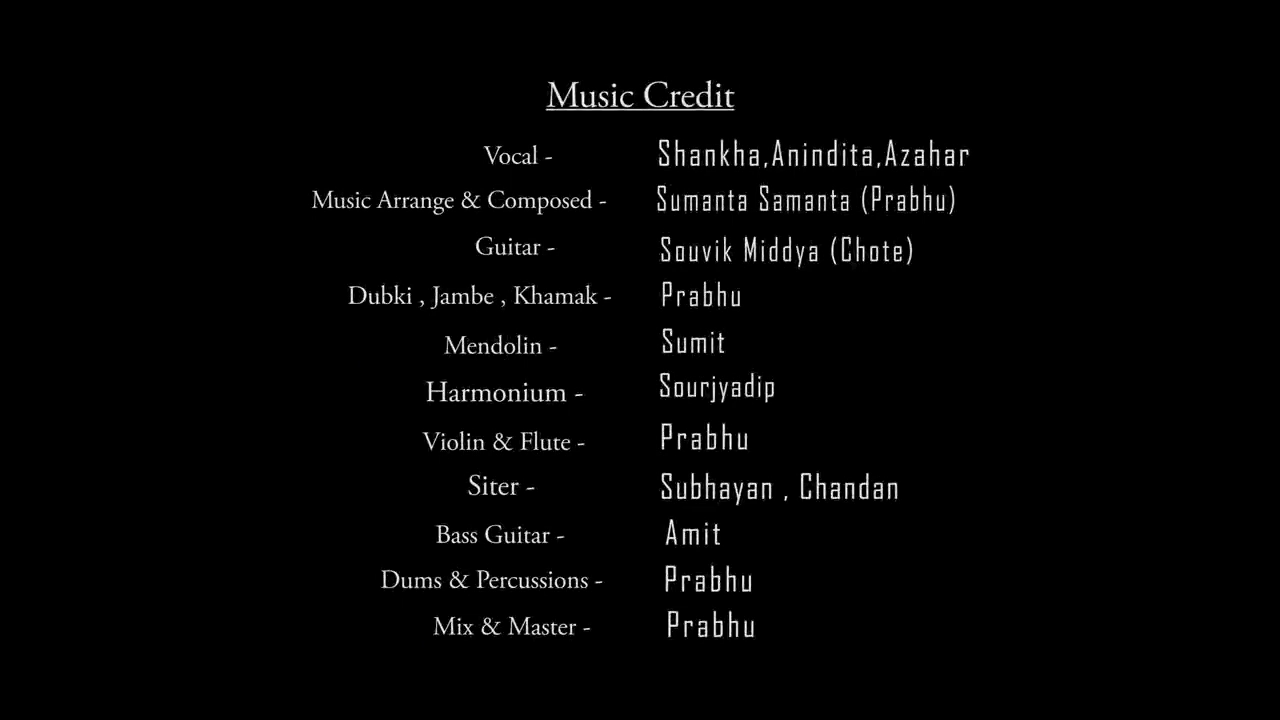 Music Credit
Vocal - Shankha,Anindita,Azahar
Music Arrange & Composed - Sumanta Samanta (Prabhu)
Guitar - Souvik Middya (Chote)
Dubki , Jambe , Khamak - Prabhu
Mendolin - Sumit
Harmonium - Sourjyadip
Violin & Flute - Prabhu
Siter - Subhayan , Chandan
Bass Guitar - Amit
Dums & Percussions - Prabhu
Mix & Master - Prabhu